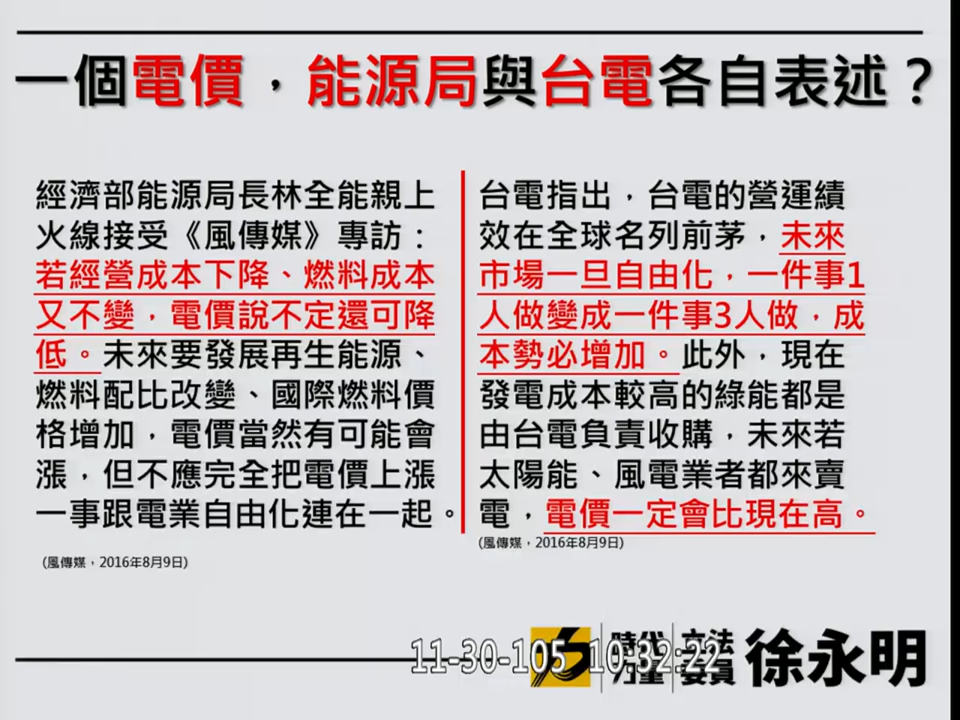 一個電價，能源局與台電各自表述？
經濟部能源局長林全能親上
火線接受《風傳媒》專訪：
若經營成本下降、燃料成本
又不變，電價說不定還可降
低。未來要發展再生能源、
燃料配比改變、國際燃料價
格增加，電價當然有可能會
漲，但不應完全把電價上漲
一事跟電業自由化連在一起。
(風傳媒，2016年8月9日)
台電指出，台電的營運績
效在全球名列前茅，未來
市場一旦自由化，一件事1
人做變成一件事3人做，成
本勢必增加。此外，現在
發電成本較高的綠能都是
由台電負責收購，未來若
太陽能、風電業者都來賣
電，電價一定會比現在高。
(風傳媒，2016年8月9日)
11-30-105 10:32:22
時代
力量
立法
委員
徐永明